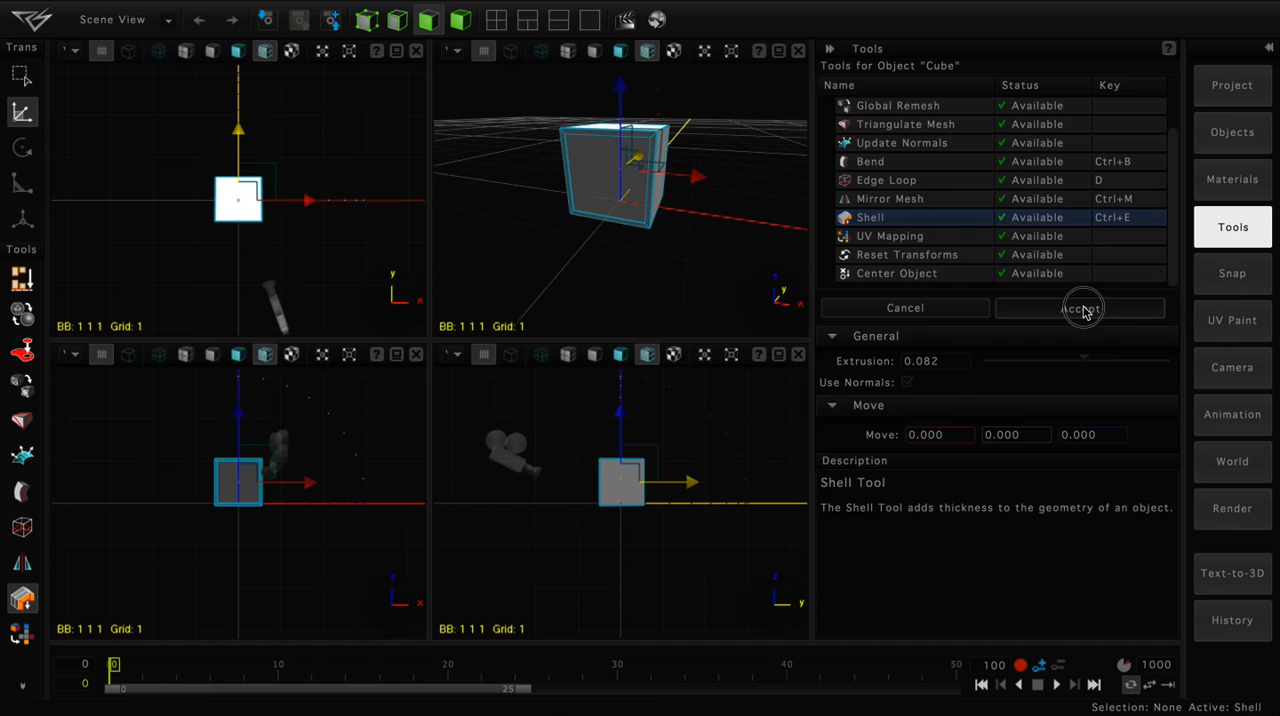 Scene View
Trans
Tools
y
x
BB: 1 1 1 Grid: 1
z
y
x
BB: 1 1 1 Grid: 1
z
x
BB: 1 1 1 Grid: 1
z
y
BB: 1 1 1 Grid: 1
Tools
Tools for Object "Cube"
Name Status Key
Global Remesh Available
Triangulate Mesh Available
Update Normals Available
Bend Available Ctrl+B
Edge Loop Available D
Mirror Mesh Available Ctrl+M
Shell Available Ctrl+E
UV Mapping Available
Reset Transforms Available
Center Object Available
Cancel Accept
General
Extrusion: 0.082
Use Normals:
Move
Move: 0.000 0.000 0.000
Description
Shell Tool
The Shell Tool adds thickness to the geometry of an object.
Project
Objects
Materials
Tools
Snap
UV Paint
Camera
Animation
World
Render
Text-to-3D
History
0 0 10 20 30 40 50 100 1000
0 0 25
Selection: None Active: Shell